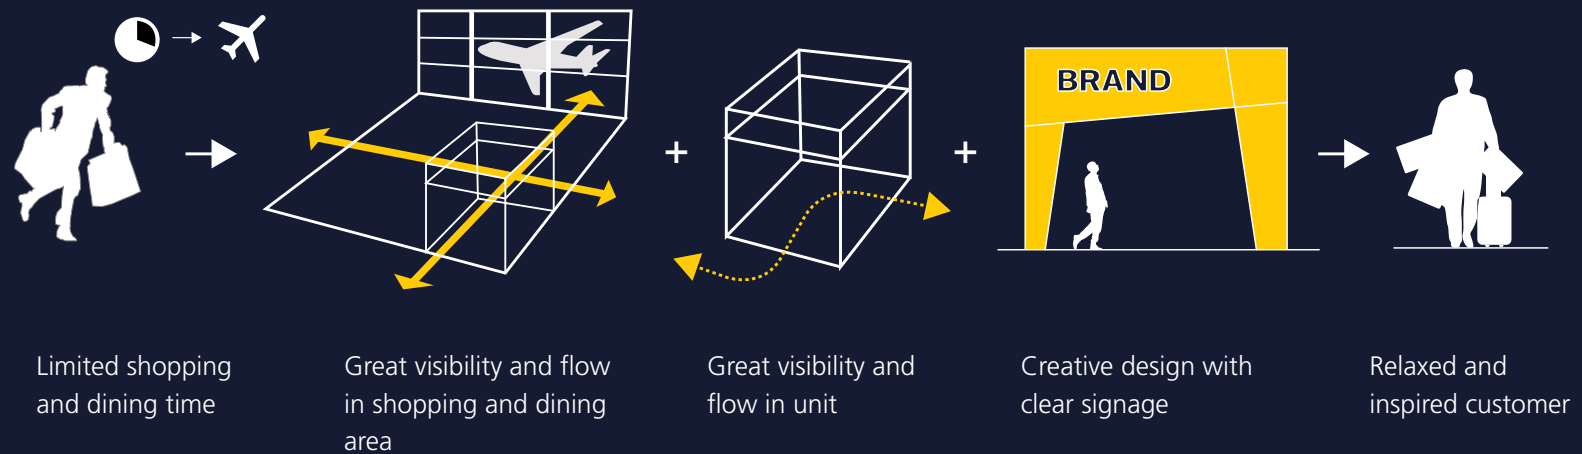 BRAND
Limited shopping
and dining time
Great visibility and flow
in shopping and dining
area
Great visibility and
flow in unit
Creative design with
clear signage
Relaxed and
inspired customer